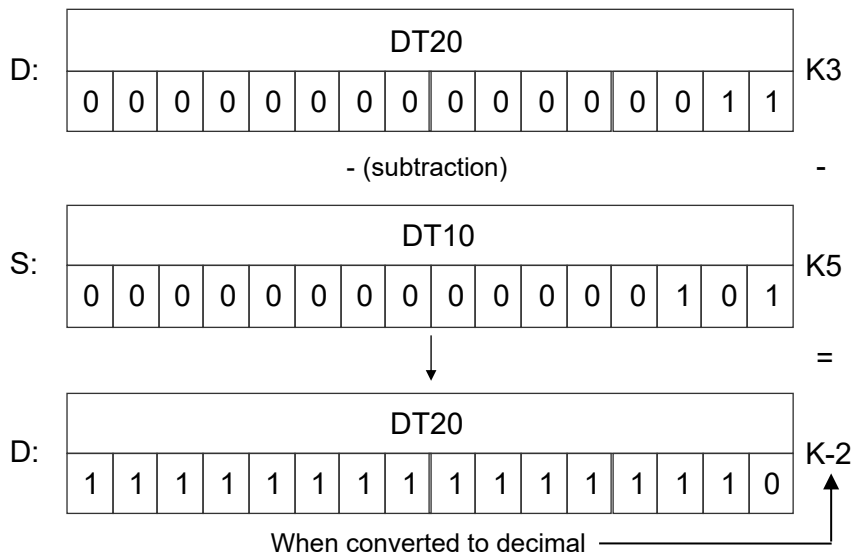 DT20
D: K3
0 0 0 0 0 0 0 0 0 0 0 0 0 0 1 1
- (subtraction) -
DT10
S: K5
0 0 0 0 0 0 0 0 0 0 0 0 0 1 0 1
=
DT20
D: K-2
1 1 1 1 1 1 1 1 1 1 1 1 1 1 1 0
When converted to decimal